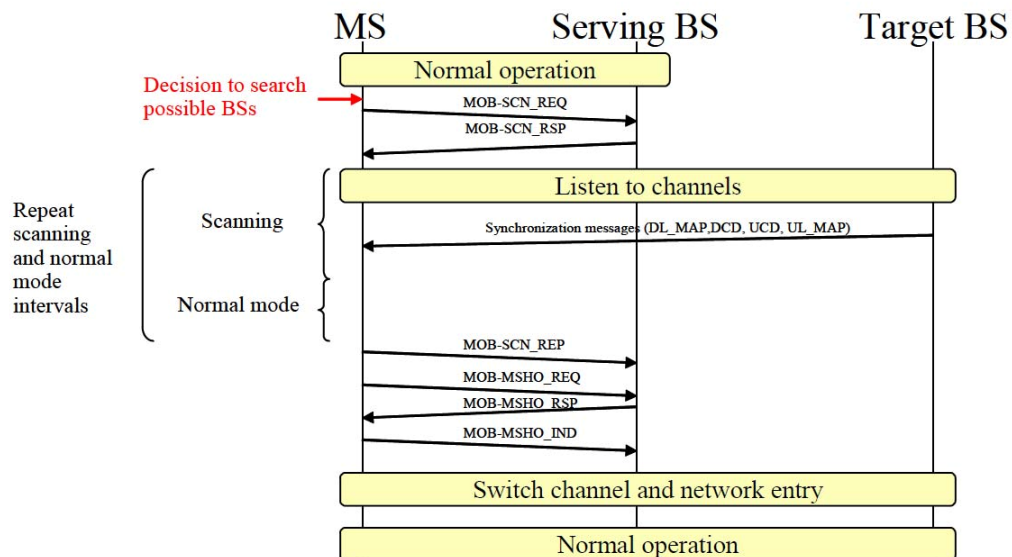 MS
Serving BS
Target BS
Normal operation
Decision to search
possible BSs
MOB-SCN_REQ
MOB-SCN_RSP
Listen to channels
Repeat
scanning
and normal
mode
intervals
Scanning
Synchronization messages (DL_MAP,DCD, UCD, UL_MAP)
Normal mode
MOB-SCN_REP
MOB-MSHO_REQ
MOB-MSHO_RSP
MOB-MSHO_IND
Switch channel and network entry
Normal operation